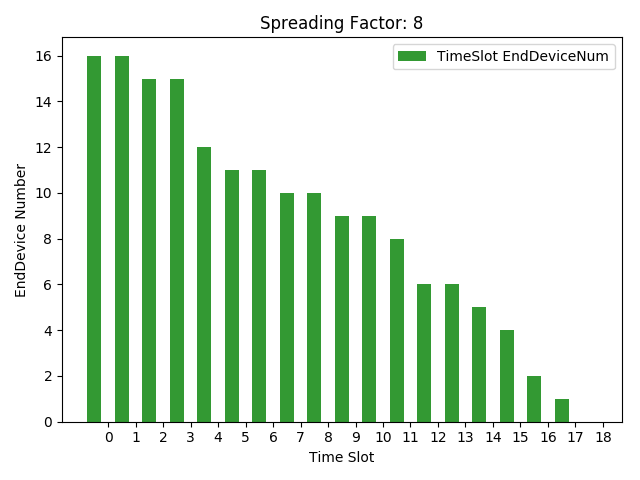 Spreading Factor: 8
TimeSlot EndDeviceNum
EndDevice Number
16
14
12
10
8
6
4
2
0
0 1 2 3 4 5 6 7 8 9 10 11 12 13 14 15 16 17 18
Time Slot